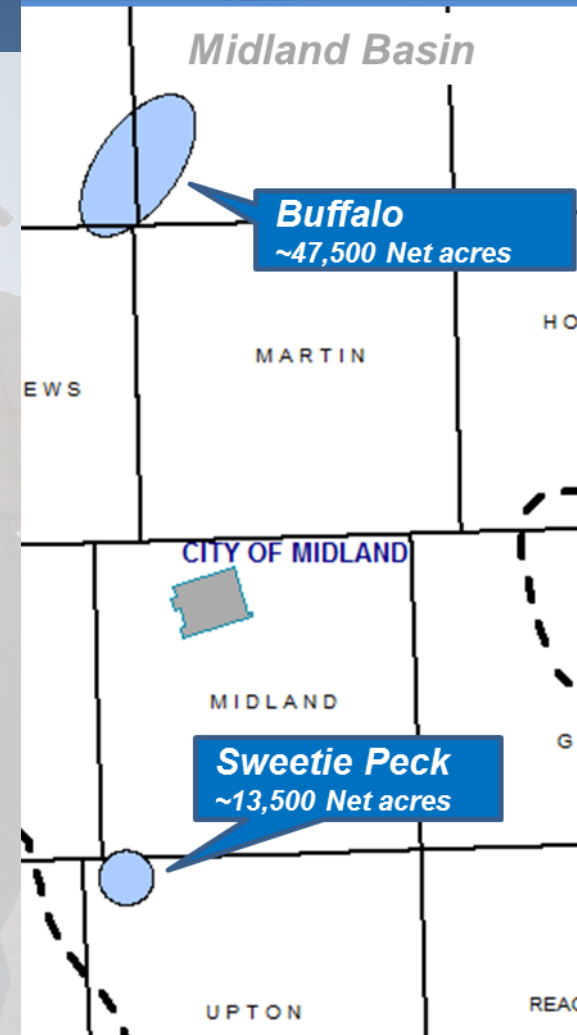 Midland Basin
Buffalo
~47,500 Net acres
HO
MARTIN
EWS
CITY OF MIDLAND
MIDLAND
G
Sweetie Peck
~13,500 Net acres
UPTON
REAG